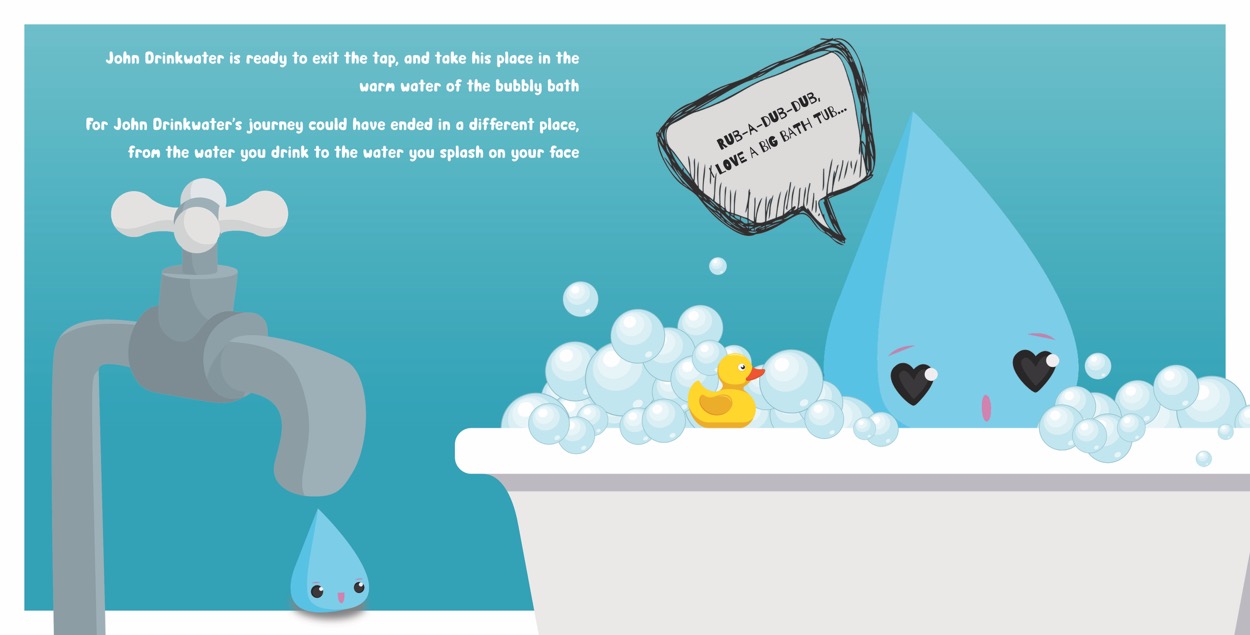 John Drinkwater is ready to exit the tap, and take his place in the
warm water of the bubbly bath
For John Drinkwater's journey could have ended in a different place,
from the water you drink to the water you splash on your face
RUB-A-DUB-DUB,
I LOVE A BIG BATH TUB...